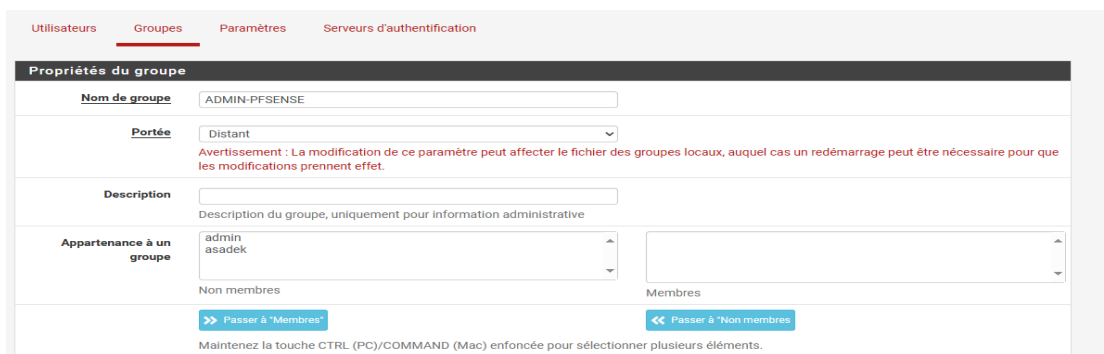 Utilisateurs Groupes Paramètres Serveurs d'authentification
Propriétés du groupe
Nom de groupe ADMIN-PFSENSE
Portée Distant
Avertissement : La modification de ce paramètre peut affecter le fichier des groupes locaux, auquel cas un redémarrage peut être nécessaire pour que
les modifications prennent effet.
Description
Description du groupe, uniquement pour information administrative
Appartenance à un
groupe
admin
asadek
Non membres
Membres
Passer à "Membres"
Passer à "Non membres
Maintenez la touche CTRL (PC)/COMMAND (Mac) enfoncée pour sélectionner plusieurs éléments.